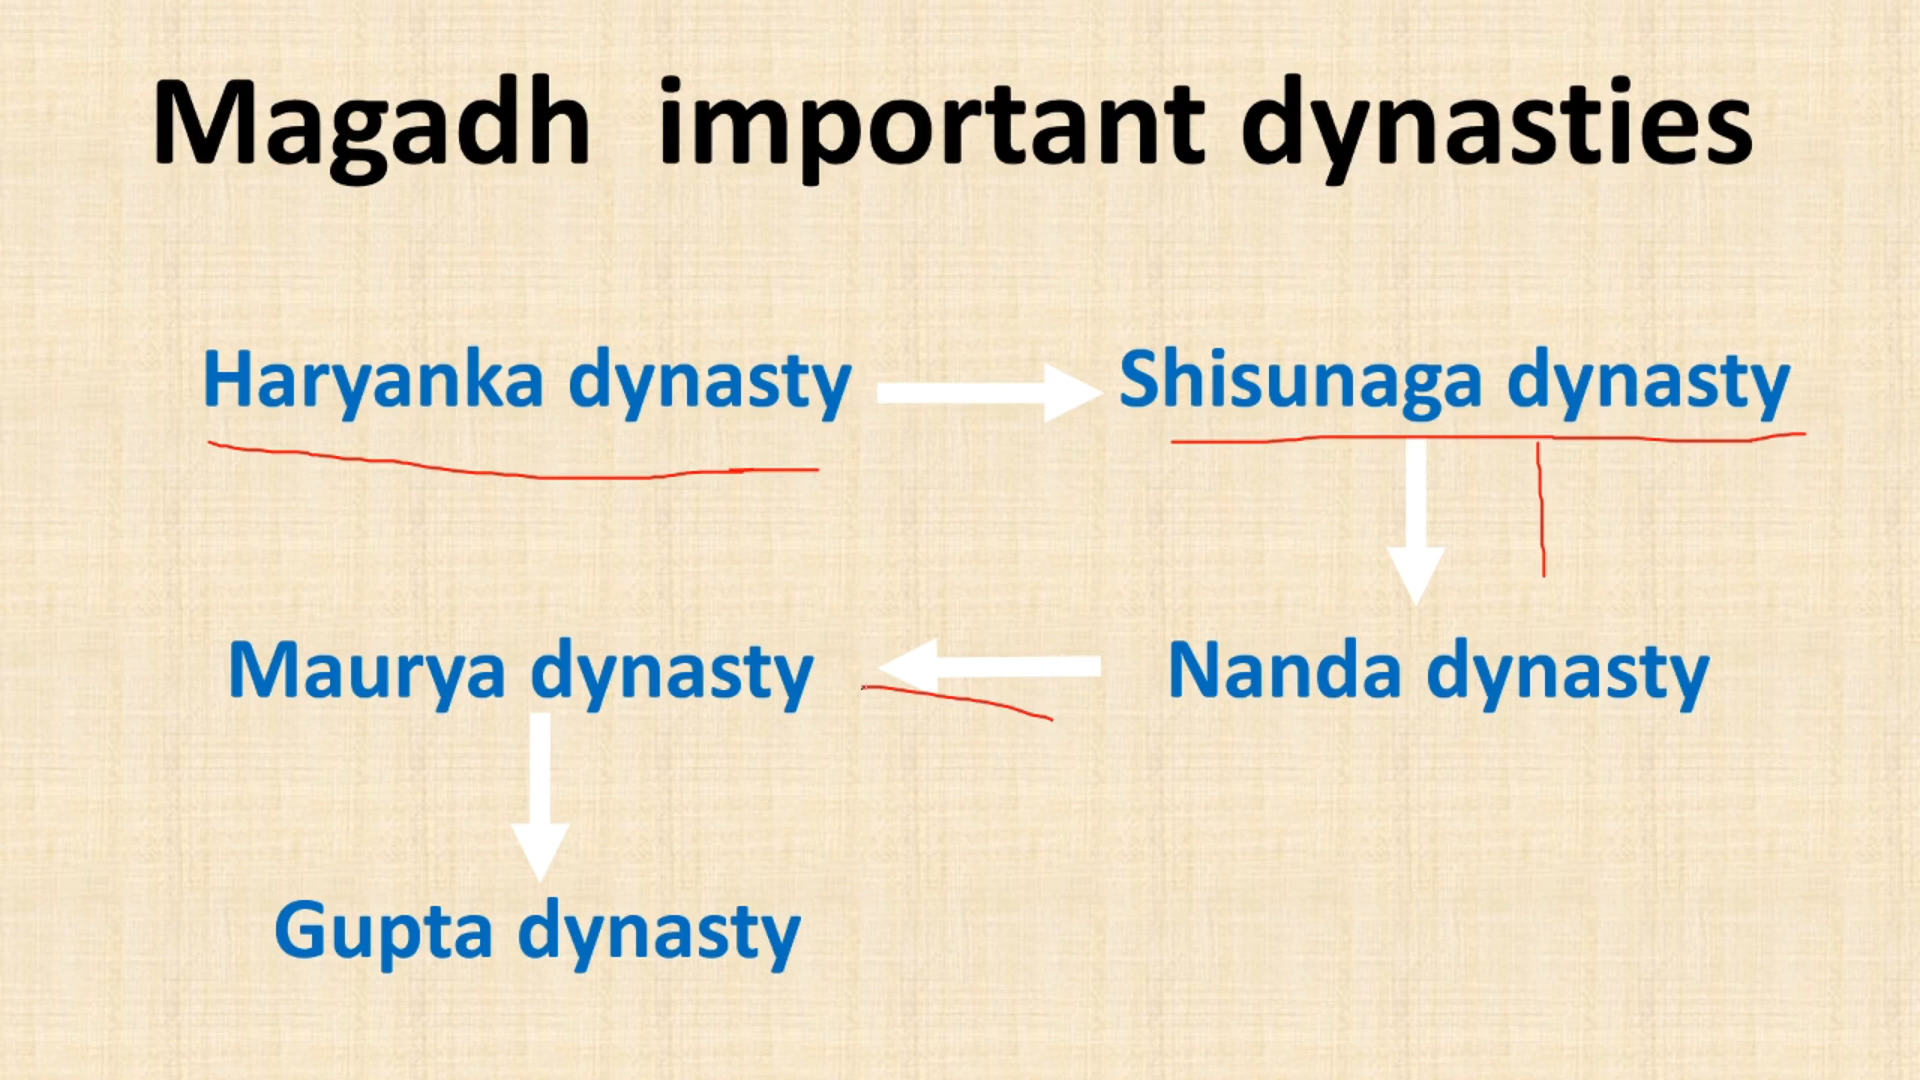 Magadh important dynasties
Haryanka dynasty
Shisunaga dynasty
Maurya dynasty
Nanda dynasty
Gupta dynasty